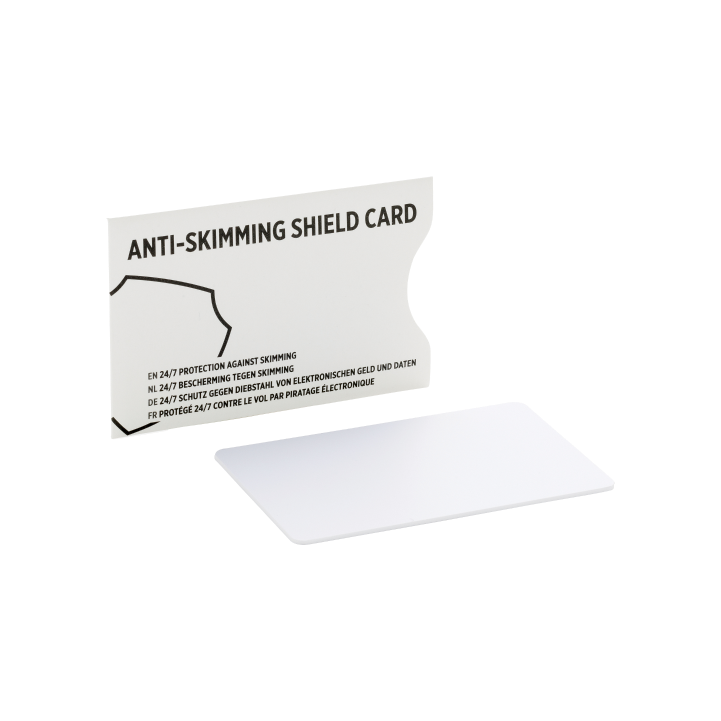 ANTI-SKIMMING SHIELD CARD
EN 24/7 PROTECTION AGAINST SKIMMING
NL 24/7 BESCHERMING TEGEN SKIMMING
DE 24/7 SCHUTZ GEGEN DIEBSTAHL VON ELEKTRONISCHEN GELD UND DATEN
FR PROTÉGÉ 24/7 CONTRE LE VOL PAR PIRATAGE ÉLECTRONIQUE